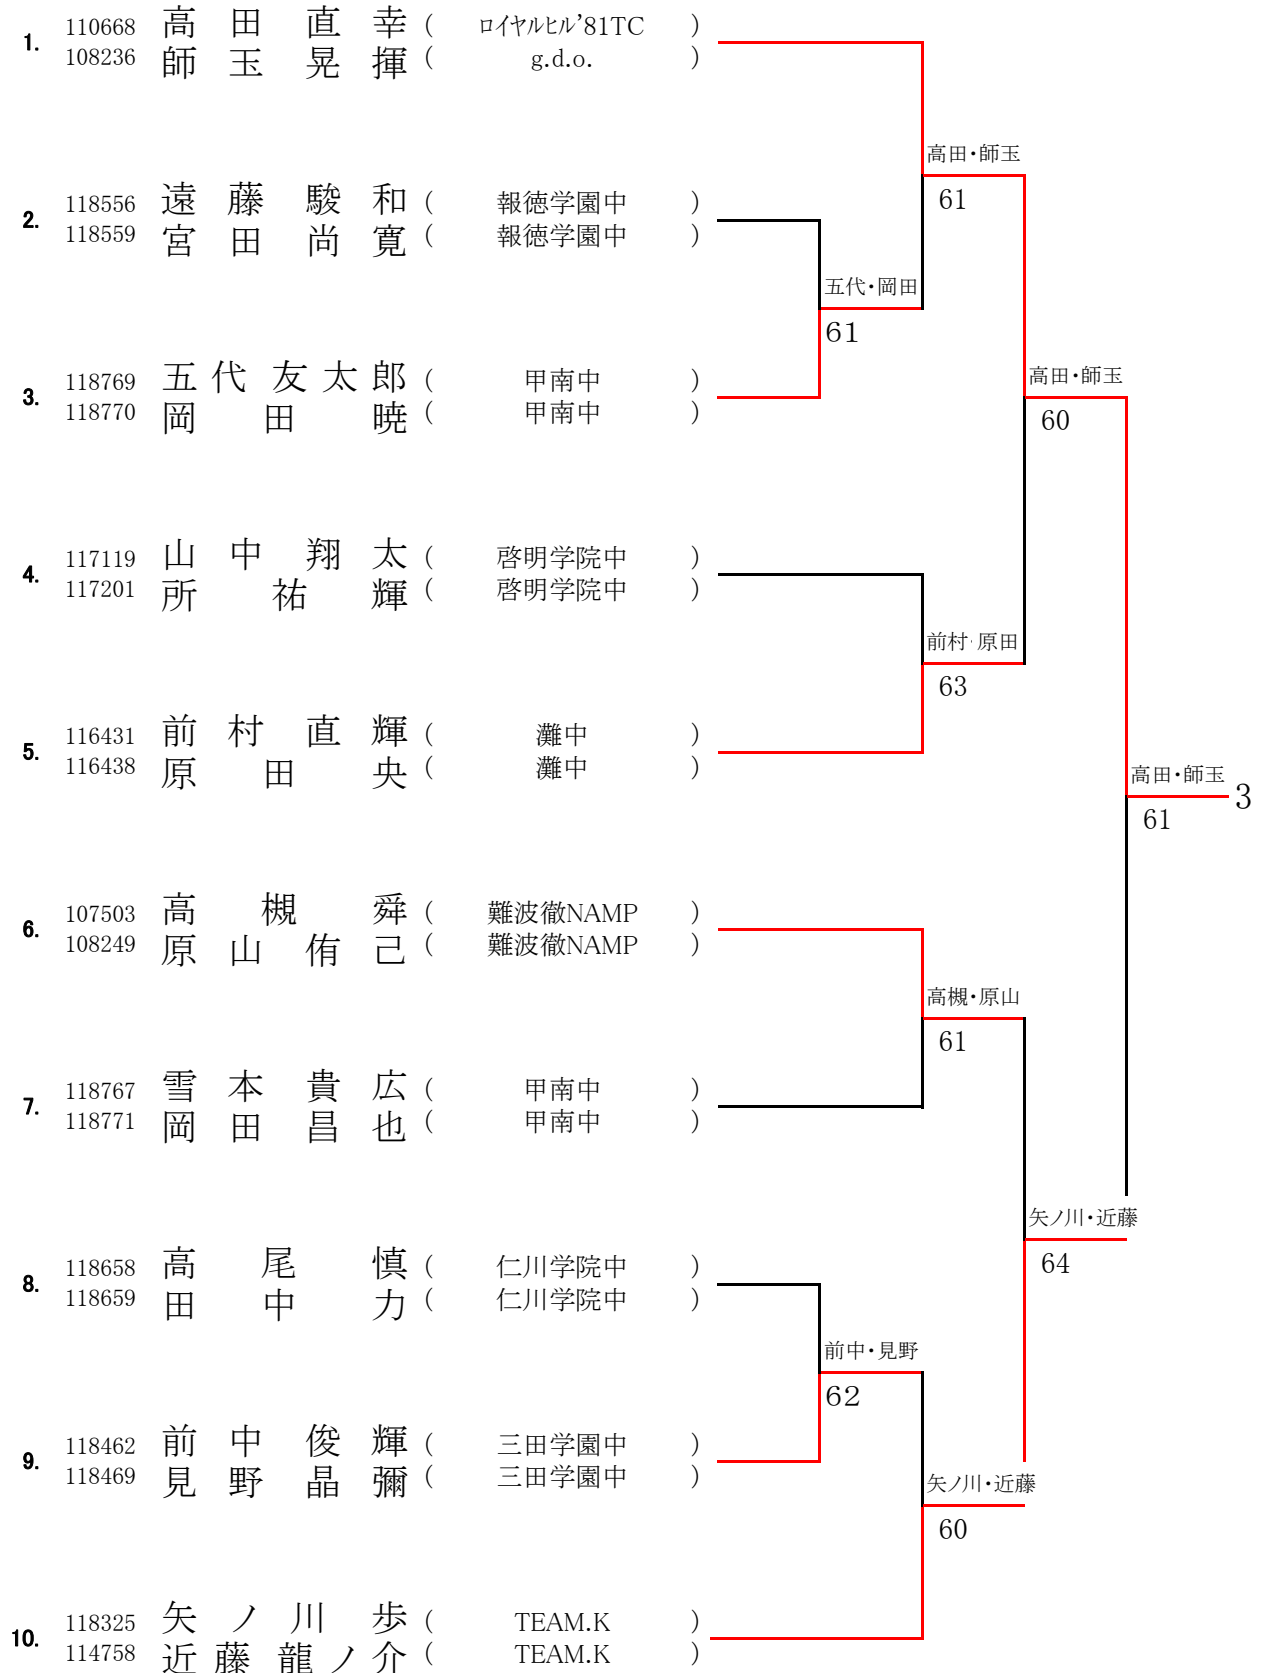 1. 110668 高田直幸 ( ロイヤルヒル'81TC )
108236 師玉晃揮 ( g.d.o. )
高田・師玉
61
2. 118556 遠藤駿和 ( 報徳学園中 )
118559 宮田尚寛 ( 報徳学園中 )
五代・岡田
61
3. 118769 五代友太郎 ( 甲南中 )
118770 岡田暁 ( 甲南中 )
高田・師玉
60
4. 117119 山中翔太 ( 啓明学院中 )
117201 所祐輝 ( 啓明学院中 )
前村・原田
63
5. 116431 前村直輝 ( 灘中 )
116438 原田央 ( 灘中 )
高田・師玉
61
3
6. 107503 高槻舜 ( 難波徹NAMP )
108249 原山侑己 ( 難波徹NAMP )
高槻・原山
61
7. 118767 雪本貴広 ( 甲南中 )
118771 岡田昌也 ( 甲南中 )
矢ノ川・近藤
64
8. 118658 高尾慎 ( 仁川学院中 )
118659 田中力 ( 仁川学院中 )
前中・見野
62
9. 118462 前中俊輝 ( 三田学園中 )
118469 見野晶彌 ( 三田学園中 )
矢ノ川・近藤
60
10. 118325 矢ノ川歩 ( TEAM.K )
114758 近藤龍ノ介 ( TEAM.K )